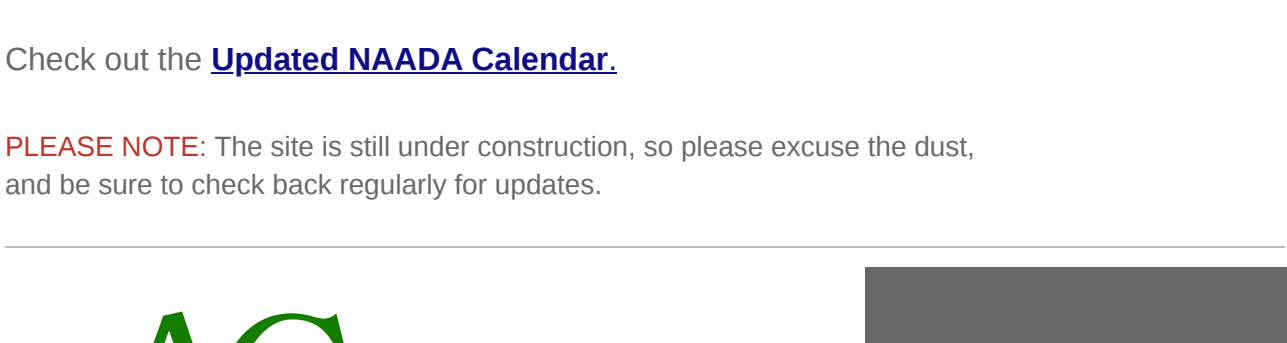 Check out the Updated NAADA Calendar.
PLEASE NOTE: The site is still under construction, so please excuse the dust,
and be sure to check back regularly for updates.